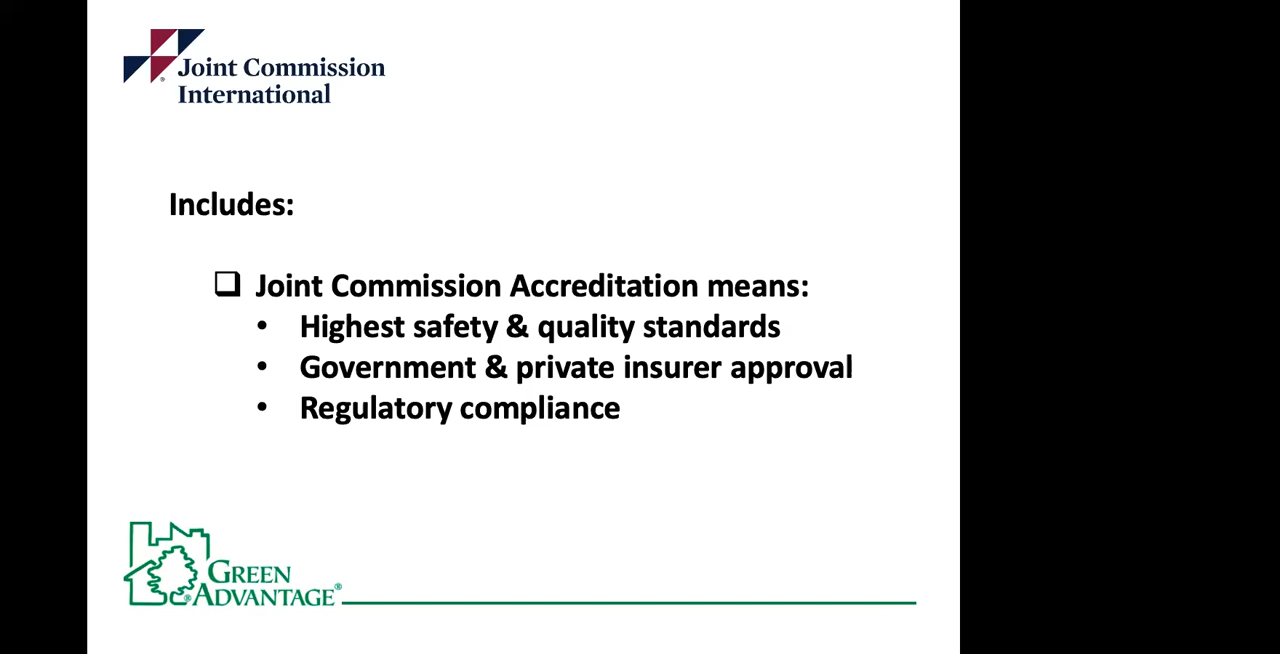 Joint Commission
International
Includes:
❑ Joint Commission Accreditation means:
• Highest safety & quality standards
• Government & private insurer approval
• Regulatory compliance
GREEN
ADVANTAGE®